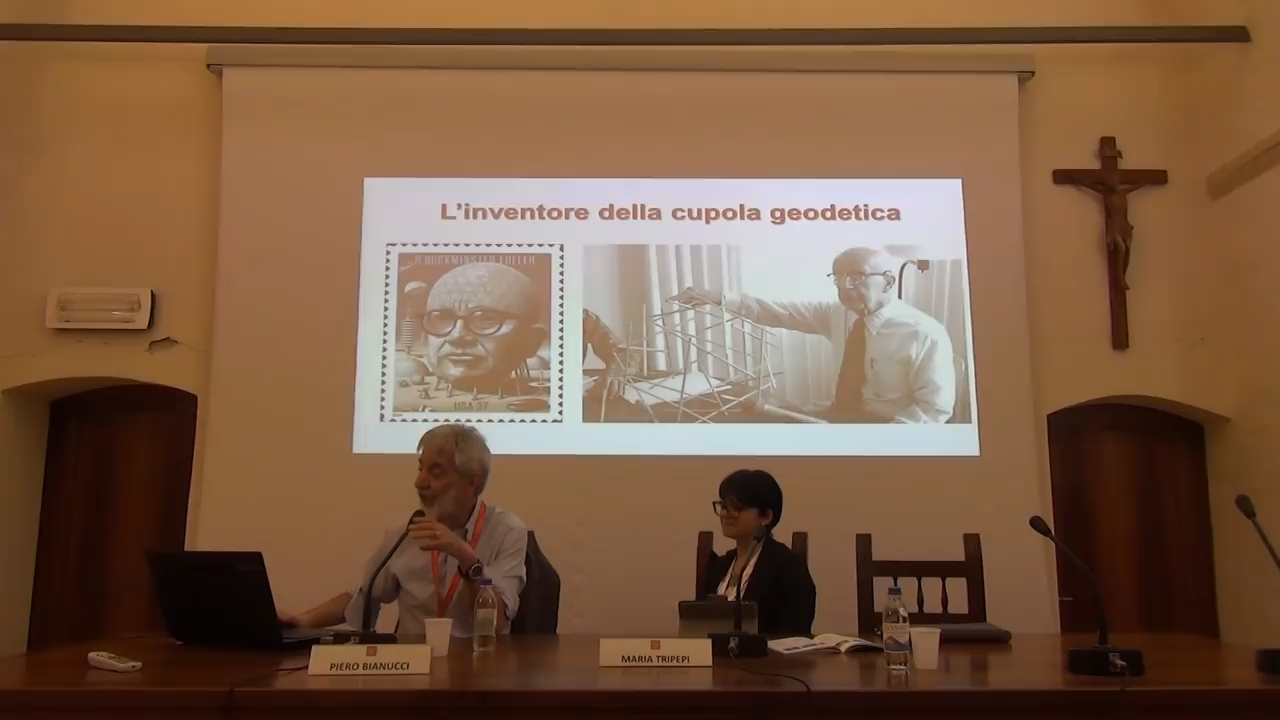 L'inventore della cupola geodetica
R. BUCKMINSTER FULLER
USA 37
PIERO BIANUCCI
MARIA TRIPEPI